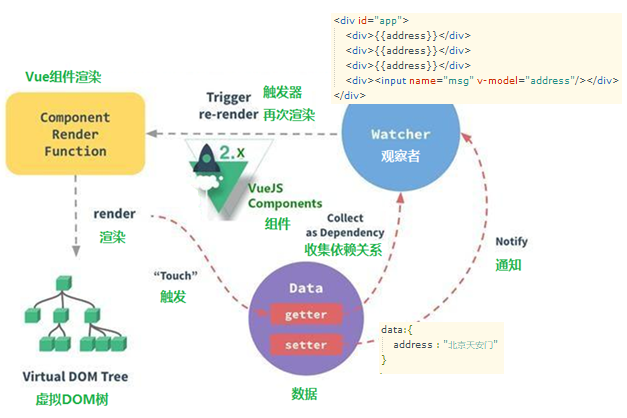 <div id="app">
<div>{{address}}</div>
<div>{{address}}</div>
<div>{{address}}</div>
<div><input name="msg" v-model="address"/></div>
</div>
Vue组件渲染
Component
Render
Function
Trigger
re-render
触发器
再次渲染
Watcher
观察者
2.x
VueJS
Components
组件
render
渲染
Collect
as Dependency
收集依赖关系
Notify
通知
"Touch"
触发
Data
getter
setter
data:{
address："北京天安门"
}
Virtual DOM Tree
虚拟DOM树
数据